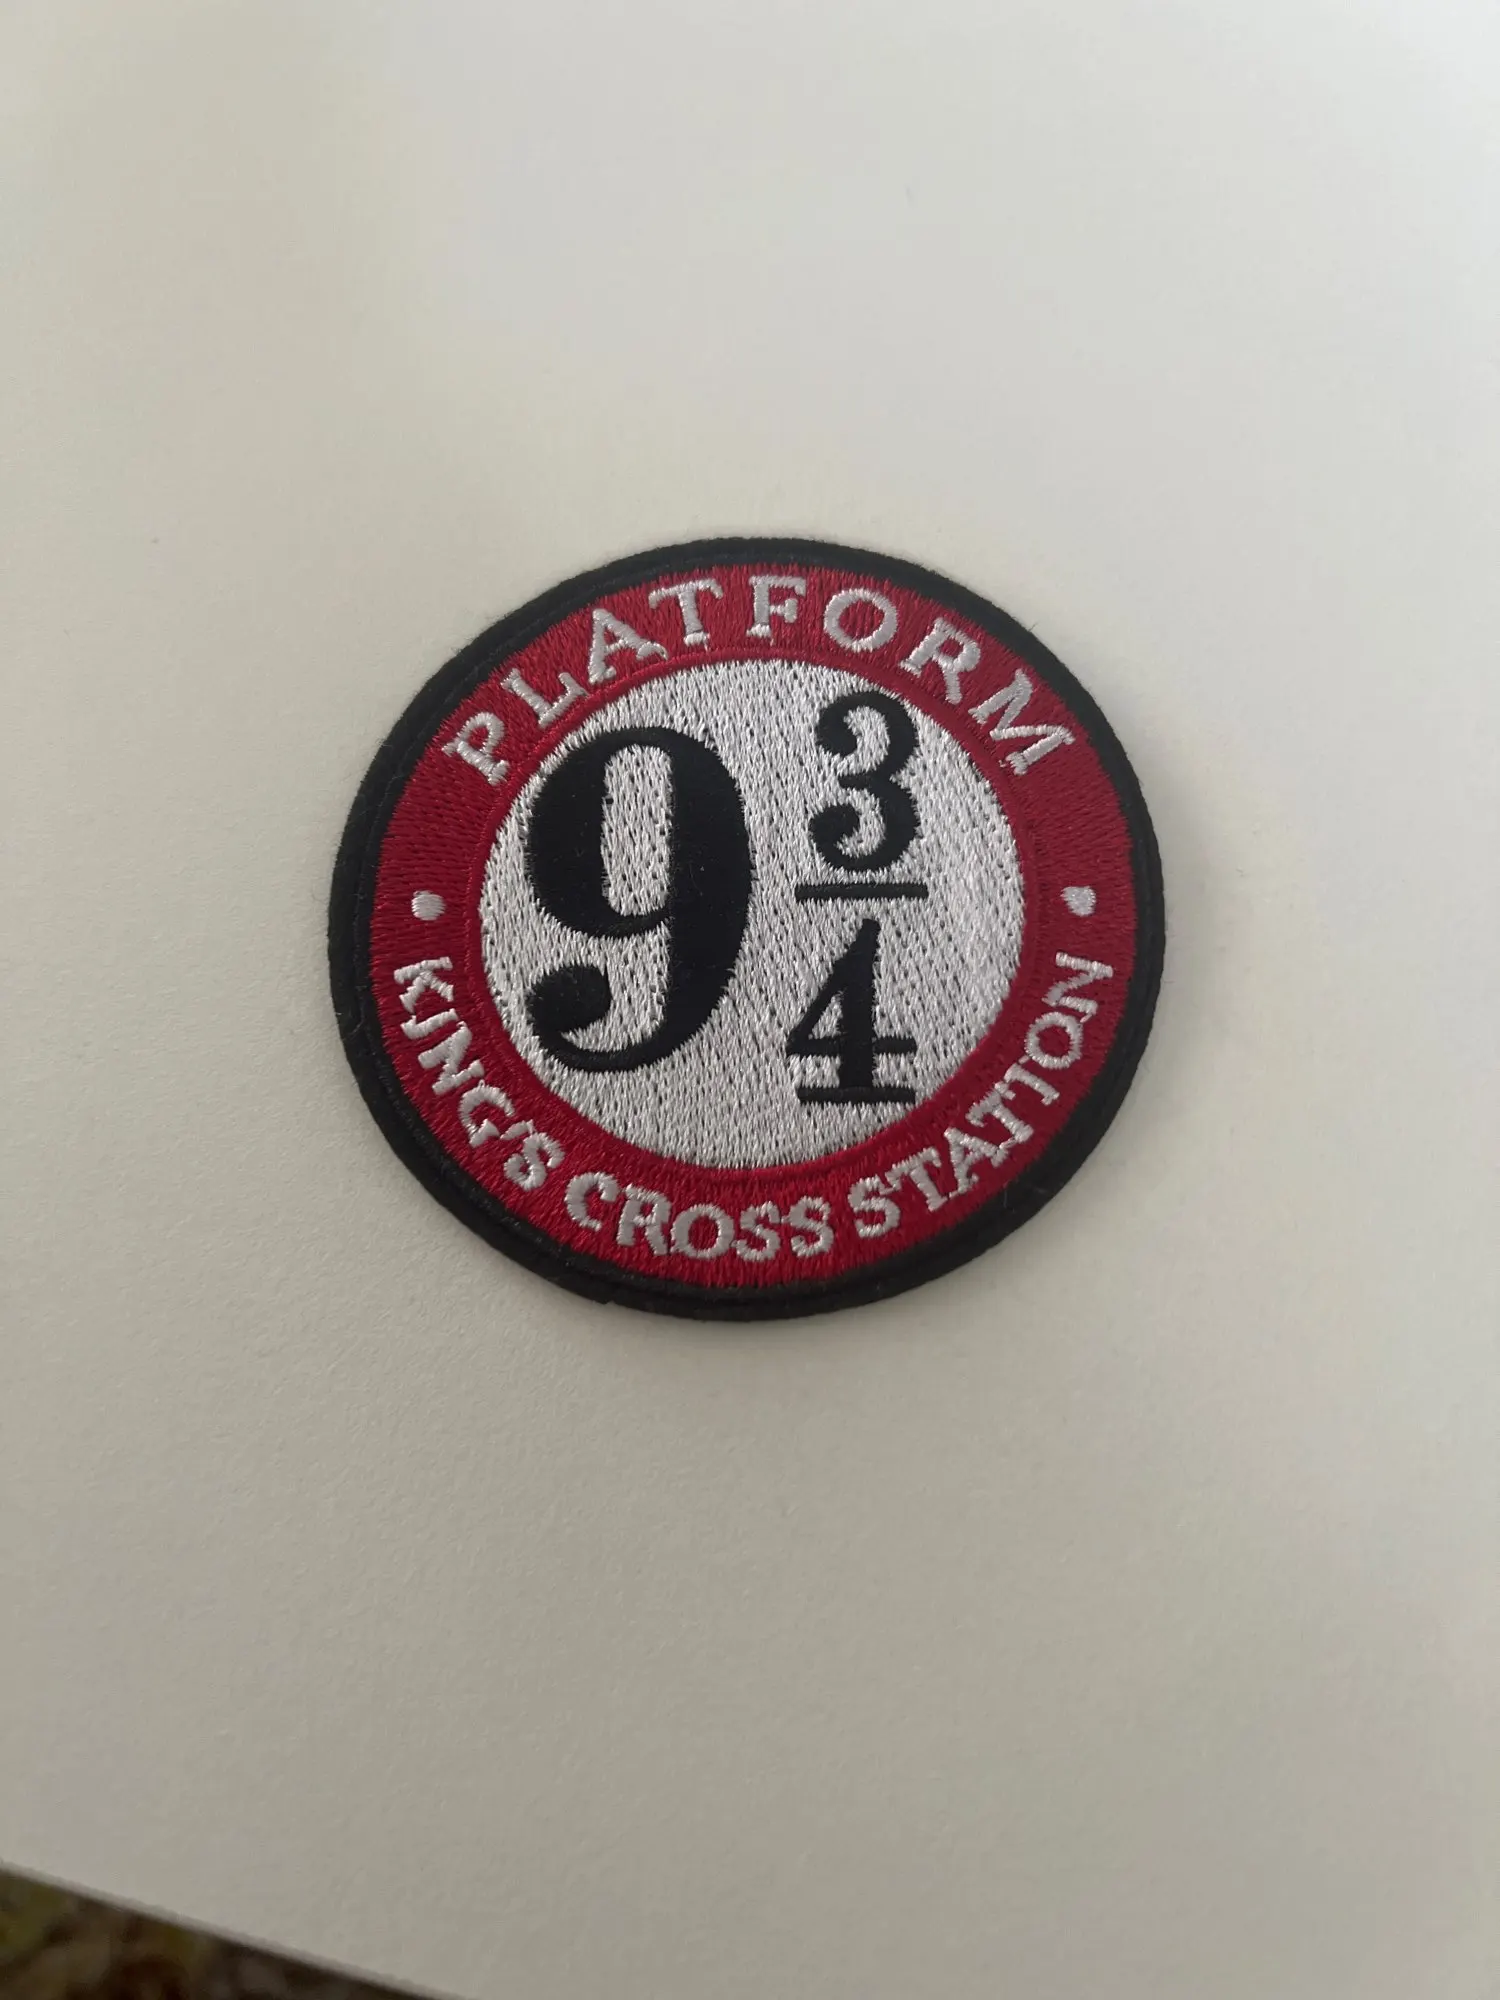 PLATFORM
9 3/4
KING'S CROSS STATION